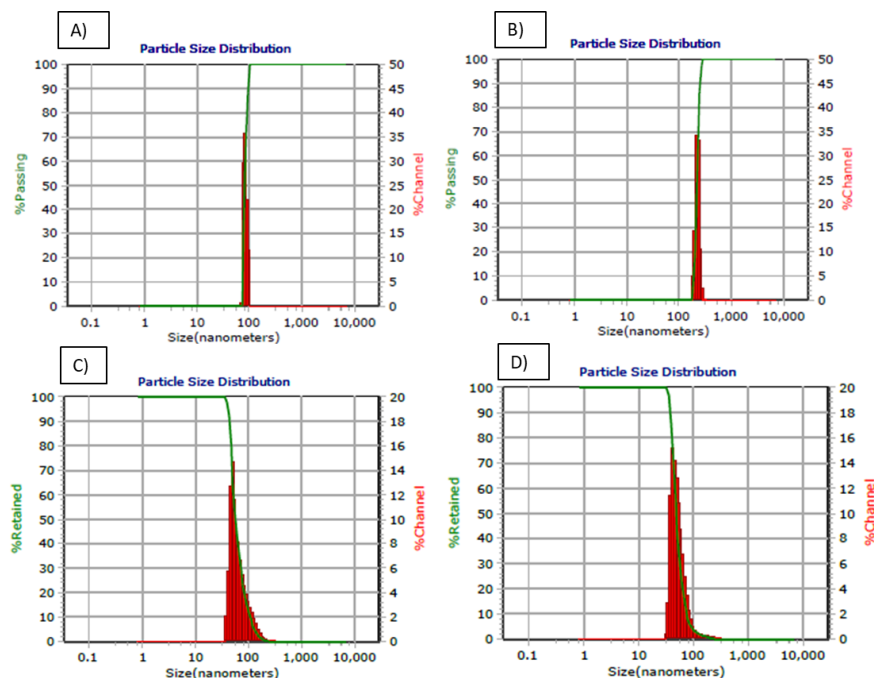 A)
Particle Size Distribution
100 90 80 70 60 50 40 30 20 10 0
%Passing
50 45 40 35 30 25 20 15 10 5 0
%Channel
0.1 1 10 100 1,000 10,000
Size(nanometers)
B)
Particle Size Distribution
100 90 80 70 60 50 40 30 20 10 0
%Passing
50 45 40 35 30 25 20 15 10 5 0
%Channel
0.1 1 10 100 1,000 10,000
Size(nanometers)
C)
Particle Size Distribution
100 90 80 70 60 50 40 30 20 10 0
%Retained
20 18 16 14 12 10 8 6 4 2 0
%Channel
0.1 1 10 100 1,000 10,000
Size(nanometers)
D)
Particle Size Distribution
100 90 80 70 60 50 40 30 20 10 0
%Retained
20 18 16 14 12 10 8 6 4 2 0
%Channel
0.1 1 10 100 1,000 10,000
Size(nanometers)